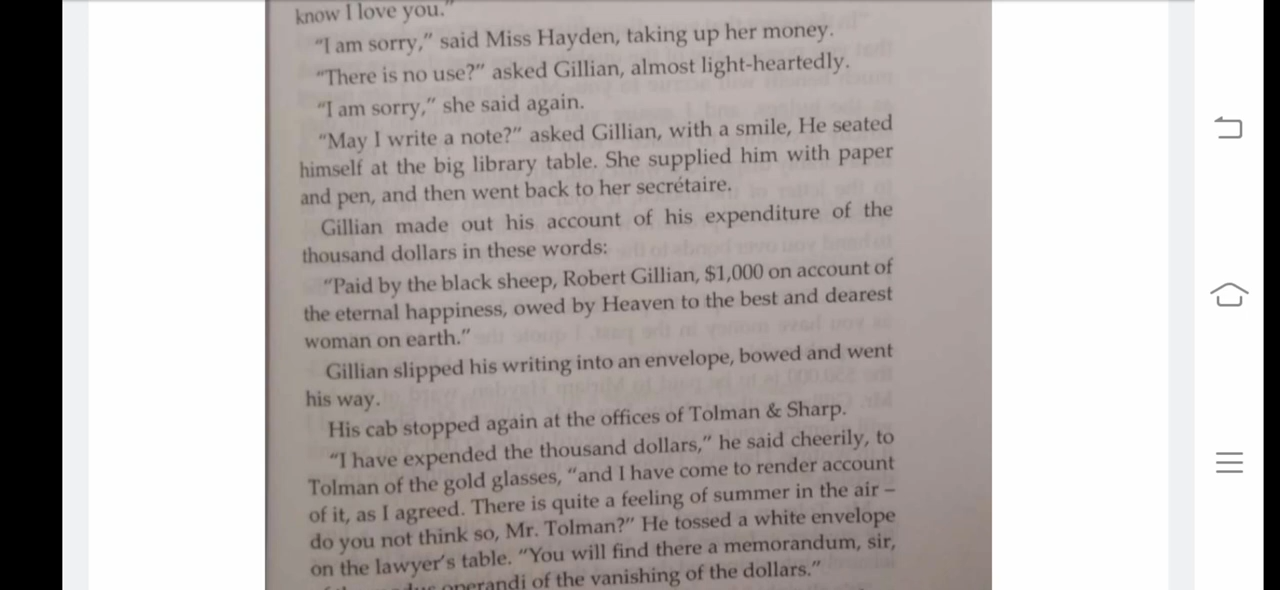 know I love you."
"I am sorry," said Miss Hayden, taking up her money.
"There is no use?" asked Gillian, almost light-heartedly.
"I am sorry," she said again.
"May I write a note?" asked Gillian, with a smile, He seated
himself at the big library table. She supplied him with paper
and pen, and then went back to her secrétaire.
Gillian made out his account of his expenditure of the
thousand dollars in these words:
"Paid by the black sheep, Robert Gillian, $1,000 on account of
the eternal happiness, owed by Heaven to the best and dearest
woman on earth."
Gillian slipped his writing into an envelope, bowed and went
his way.
His cab stopped again at the offices of Tolman & Sharp.
"I have expended the thousand dollars," he said cheerily, to
Tolman of the gold glasses, "and I have come to render account
of it, as I agreed. There is quite a feeling of summer in the air –
do you not think so, Mr. Tolman?" He tossed a white envelope
on the lawyer's table. "You will find there a memorandum, sir,
operandi of the vanishing of the dollars."